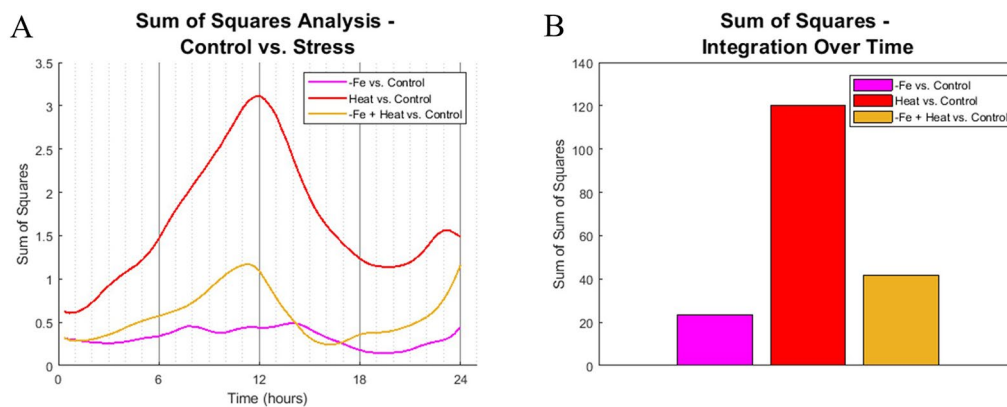 A
Sum of Squares Analysis -
Control vs. Stress
3.5
3
2.5
2
1.5
1
0.5
0
Sum of Squares
-Fe vs. Control
Heat vs. Control
-Fe + Heat vs. Control
0
6
12
18
24
Time (hours)
B
Sum of Squares -
Integration Over Time
140
120
100
80
60
40
20
0
Sum of Sum of Squares
-Fe vs. Control
Heat vs. Control
-Fe + Heat vs. Control